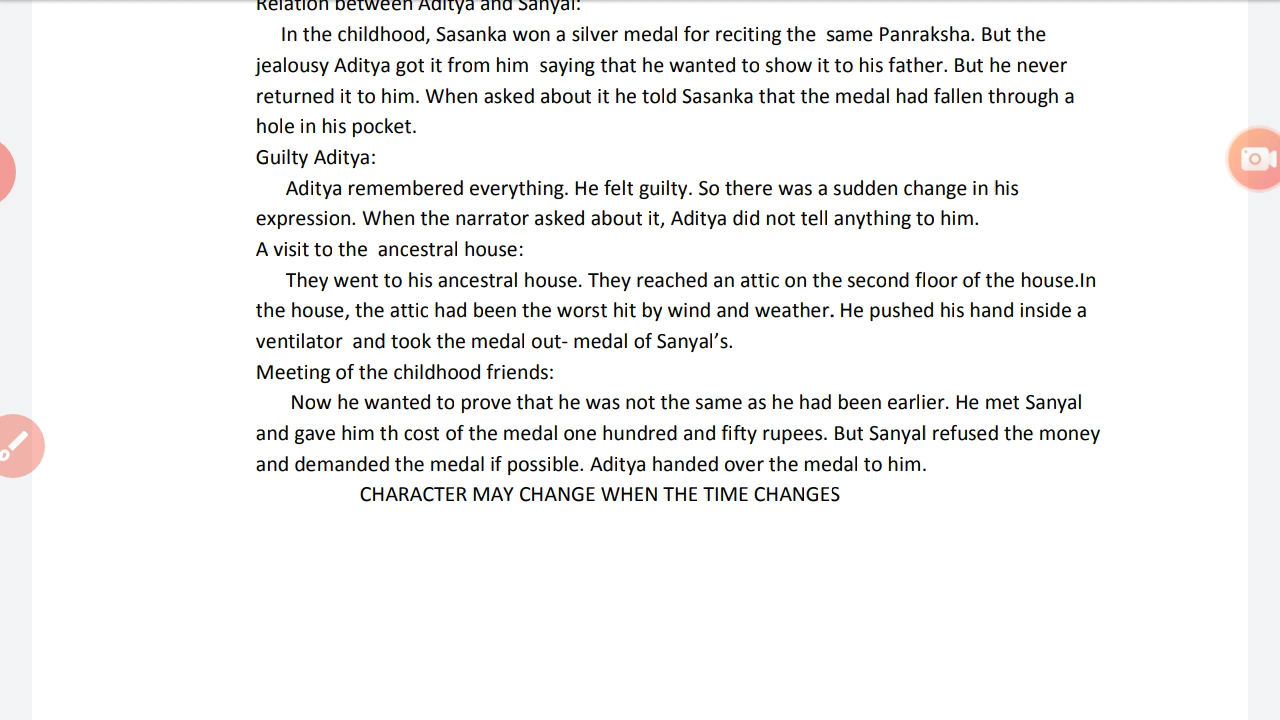 Relation between Aditya and Sanyal:
In the childhood, Sasanka won a silver medal for reciting the  same Panraksha. But the
jealousy Aditya got it from him  saying that he wanted to show it to his father. But he never
returned it to him. When asked about it he told Sasanka that the medal had fallen through a
hole in his pocket.
Guilty Aditya:
Aditya remembered everything. He felt guilty. So there was a sudden change in his
expression. When the narrator asked about it, Aditya did not tell anything to him.
A visit to the  ancestral house:
They went to his ancestral house. They reached an attic on the second floor of the house.In
the house, the attic had been the worst hit by wind and weather. He pushed his hand inside a
ventilator  and took the medal out- medal of Sanyal’s.
Meeting of the childhood friends:
Now he wanted to prove that he was not the same as he had been earlier. He met Sanyal
and gave him th cost of the medal one hundred and fifty rupees. But Sanyal refused the money
and demanded the medal if possible. Aditya handed over the medal to him.
CHARACTER MAY CHANGE WHEN THE TIME CHANGES